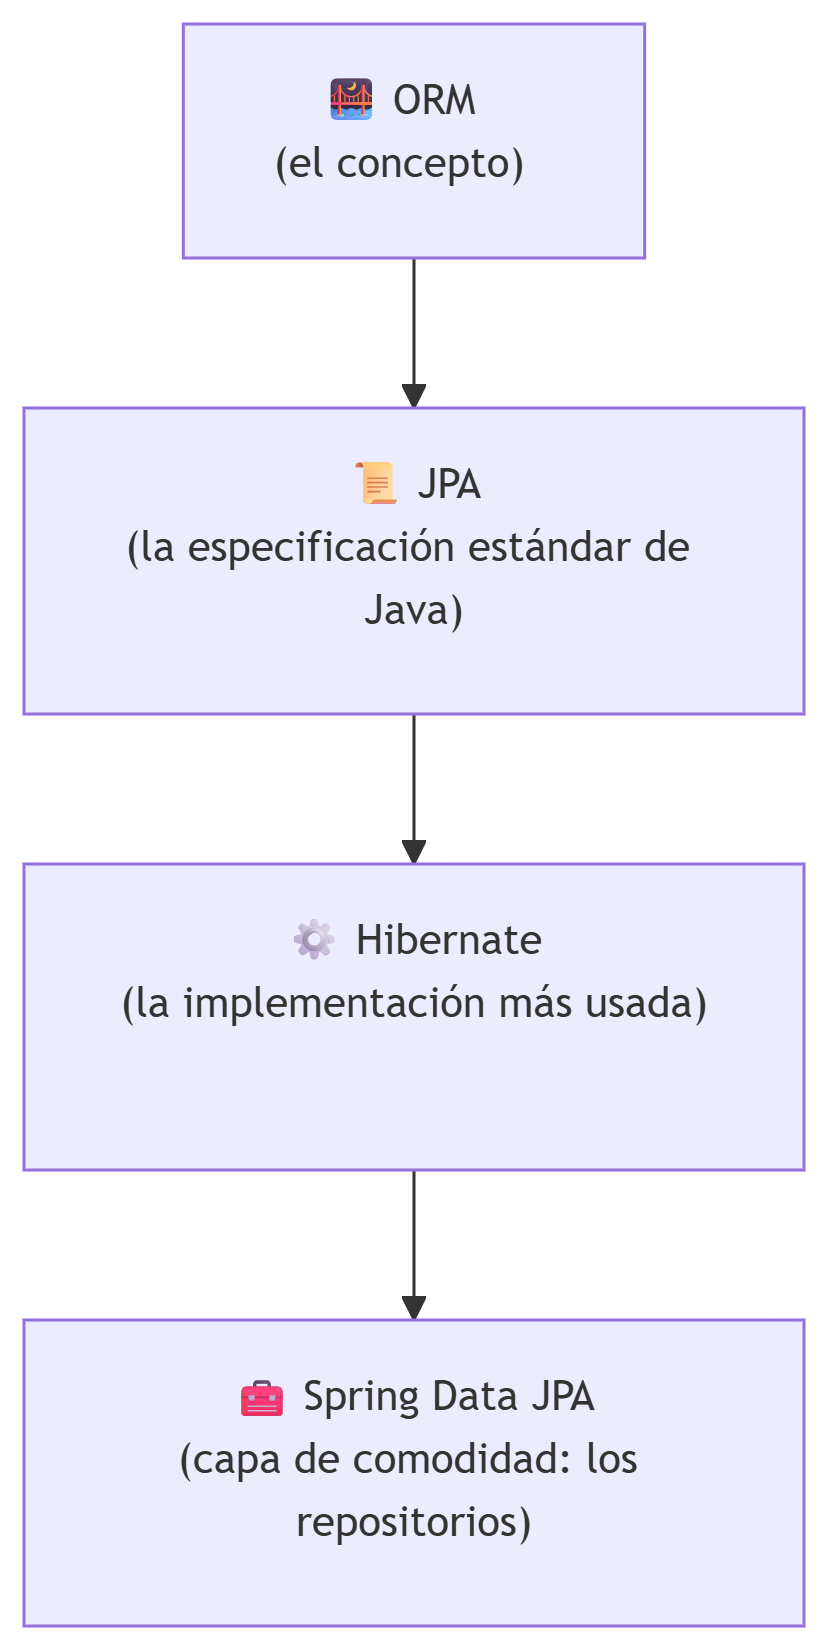 🌉 ORM
(el concepto)
📜 JPA
(la especificación estándar de
Java)
⚙️ Hibernate
(la implementación más usada)
🧰 Spring Data JPA
(capa de comodidad: los
repositorios)